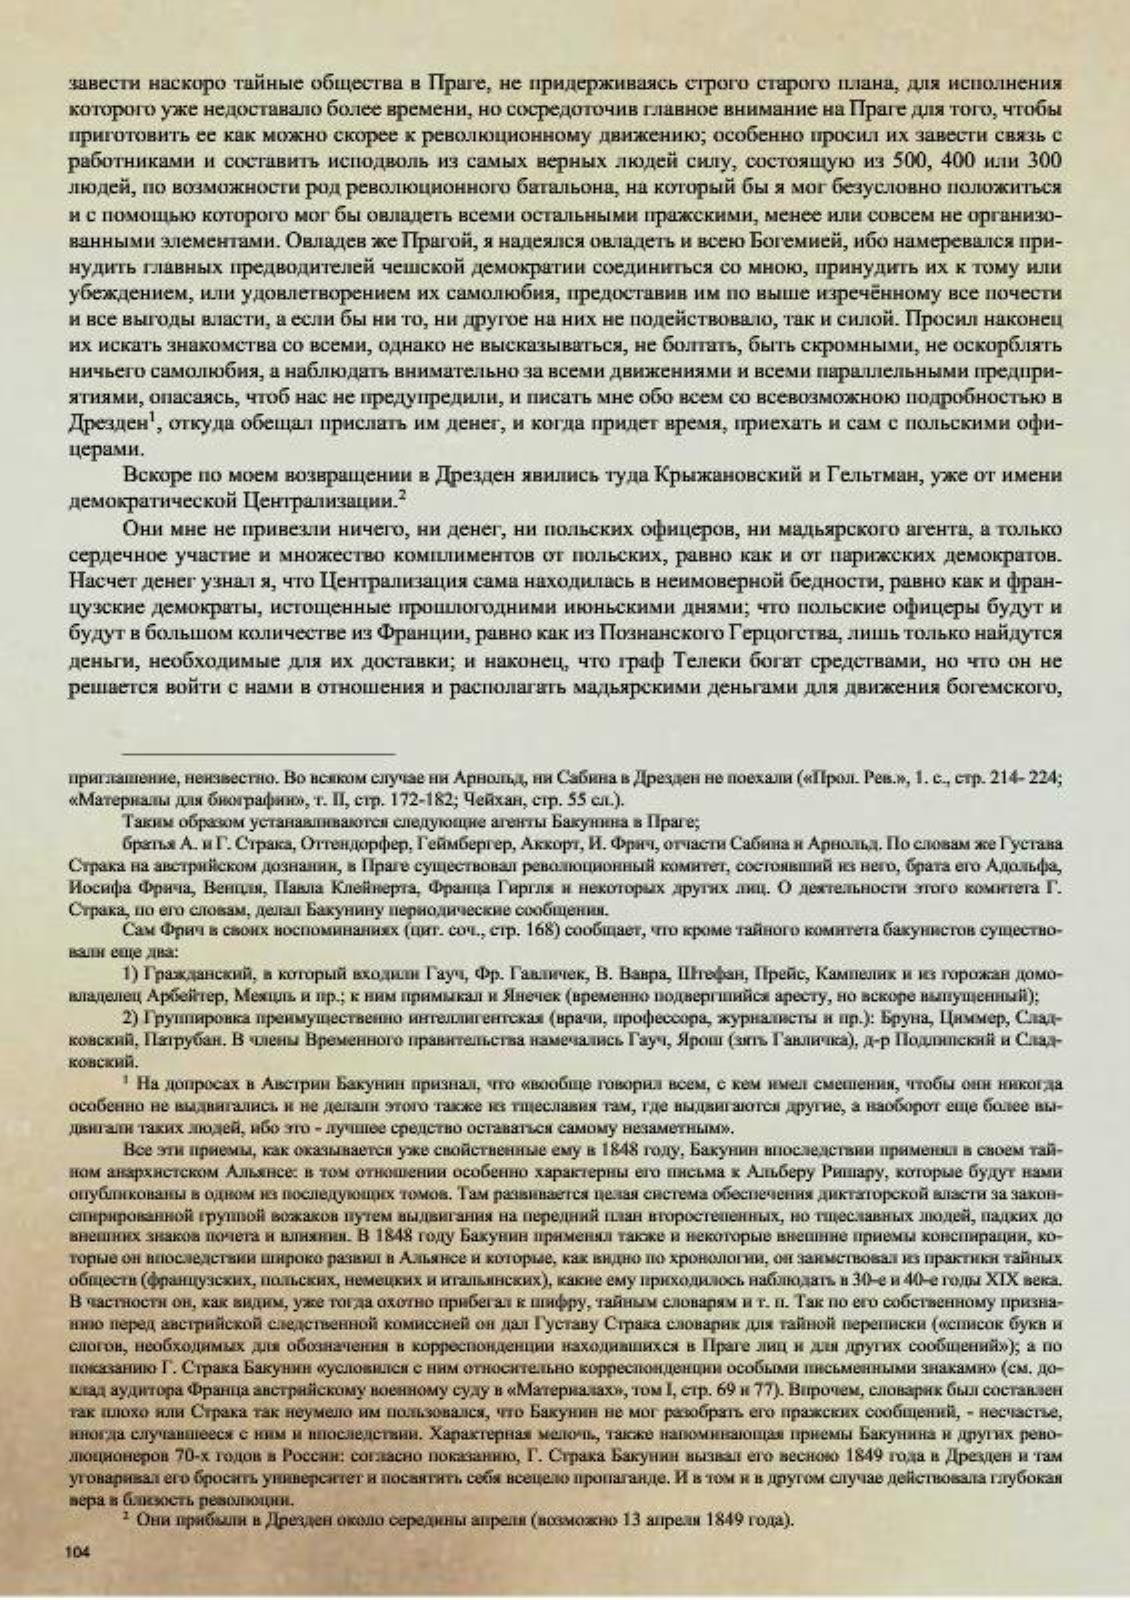 завести наскоро тайные общества в Праге, не придерживаясь строго старого плана, для исполнения
которого уже недоставало более времени, но сосредоточив главное внимание на Праге для того, чтобы
приготовить ее как можно скорее к революционному движению; особенно просил их завести связь с
работниками и составить исподволь из самых верных людей силу, состоящую из 500, 400 или 300
людей, по возможности род революционного батальона, на который бы я мог безусловно положиться
и с помощью которого мог бы овладеть всеми остальными пражскими, менее или совсем не организо-
ванными элементами. Овладев же Прагой, я надеялся овладеть и всею Богемией, ибо намеревался при-
нудить главных предводителей чешской демократии соединиться со мною, принудить их к тому или
убеждением, или удовлетворением их самолюбия, предоставив им по выше изречённому все почести
и все выгоды власти, а если бы ни то, ни другое на них не подействовало, так и силой. Просил наконец
их искать знакомства со всеми, однако не высказываться, не болтать, быть скромными, не оскорблять
ничьего самолюбия, а наблюдать внимательно за всеми движениями и всеми параллельными предпри-
ятиями, опасаясь, чтоб нас не предупредили, и писать мне обо всем со всевозможною подробностью в
Дрезден¹, откуда обещал прислать им денег, и когда придет время, приехать и сам с польскими офи-
церами.
Вскоре по моем возвращении в Дрезден явились туда Крыжановский и Гельтман, уже от имени
демократической Централизации.²
Они мне не привезли ничего, ни денег, ни польских офицеров, ни мадьярского агента, а только
сердечное участие и множество комплиментов от польских, равно как и от парижских демократов.
Насчет денег узнал я, что Централизация сама находилась в неимоверной бедности, равно как и фран-
цузские демократы, истощенные прошлогодними июньскими днями; что польские офицеры будут и
будут в большом количестве из Франции, равно как из Познанского Герцогства, лишь только найдутся
деньги, необходимые для их доставки; и наконец, что граф Телеки богат средствами, но что он не
решается войти с нами в отношения и располагать мадьярскими деньгами для движения богемского,
приглашение, неизвестно. Во всяком случае ни Арнольд, ни Сабина в Дрезден не поехали («Прол. Рев.», 1. с., стр. 214- 224;
«Материалы для биографии», т. II, стр. 172-182; Чейхан, стр. 55 сл.).
Таким образом устанавливаются следующие агенты Бакунина в Праге;
братья А. и Г. Страка, Оттендорфер, Геймбергер, Аккорт, И. Фрич, отчасти Сабина и Арнольд. По словам же Густава
Страка на австрийском дознании, в Праге существовал революционный комитет, состоявший из него, брата его Адольфа,
Иосифа Фрича, Венцля, Павла Клейнерта, Франца Гиргля и некоторых других лиц. О деятельности этого комитета Г.
Страка, по его словам, делал Бакунину периодические сообщения.
Сам Фрич в своих воспоминаниях (цит. соч., стр. 168) сообщает, что кроме тайного комитета бакунистов существо-
вали еще два:
1) Гражданский, в который входили Гауч, Фр. Гавличек, В. Вавра, Штефан, Прейс, Кампелик и из горожан домо-
владелец Арбейтер, Меяцль и пр.; к ним примыкал и Янечек (временно подвергшийся аресту, но вскоре выпущенный);
2) Группировка преимущественно интеллигентская (врачи, профессора, журналисты и пр.): Бруна, Циммер, Слад-
ковский, Патрубан. В члены Временного правительства намечались Гауч, Ярош (зять Гавличка), д-р Подлипский и Слад-
ковский.
¹ На допросах в Австрии Бакунин признал, что «вообще говорил всем, с кем имел смешения, чтобы они никогда
особенно не выдвигались и не делали этого также из тщеславия там, где выдвигаются другие, а наоборот еще более вы-
двигали таких людей, ибо это - лучшее средство оставаться самому незаметным».
Все эти приемы, как оказывается уже свойственные ему в 1848 году, Бакунин впоследствии применял в своем тай-
ном анархистском Альянсе: в том отношении особенно характерны его письма к Альберу Ришару, которые будут нами
опубликованы в одном из последующих томов. Там развивается целая система обеспечения диктаторской власти за закон-
спирированной группой вожаков путем выдвигания на передний план второстепенных, но тщеславных людей, падких до
внешних знаков почета и влияния. В 1848 году Бакунин применял также и некоторые внешние приемы конспирации, ко-
торые он впоследствии широко развил в Альянсе и которые, как видно по хронологии, он заимствовал из практики тайных
обществ (французских, польских, немецких и итальянских), какие ему приходилось наблюдать в 30-е и 40-е годы XIX века.
В частности он, как видим, уже тогда охотно прибегал к шифру, тайным словарям и т. п. Так по его собственному призна-
нию перед австрийской следственной комиссией он дал Густаву Страка словарик для тайной переписки («список букв и
слогов, необходимых для обозначения в корреспонденции находившихся в Праге лиц и для других сообщений»); а по
показанию Г. Страка Бакунин «условился с ним относительно корреспонденции особыми письменными знаками» (см. до-
клад аудитора Франца австрийскому военному суду в «Материалах», том I, стр. 69 и 77). Впрочем, словарик был составлен
так плохо или Страка так неумело им пользовался, что Бакунин не мог разобрать его пражских сообщений, - несчастье,
иногда случавшееся с ним и впоследствии. Характерная мелочь, также напоминающая приемы Бакунина и других рево-
люционеров 70-х годов в России: согласно показанию, Г. Страка Бакунин вызвал его весною 1849 года в Дрезден и там
уговаривал его бросить университет и посвятить себя всецело пропаганде. И в том и в другом случае действовала глубокая
вера в близость революции.
² Они прибыли в Дрезден около середины апреля (возможно 13 апреля 1849 года).
104